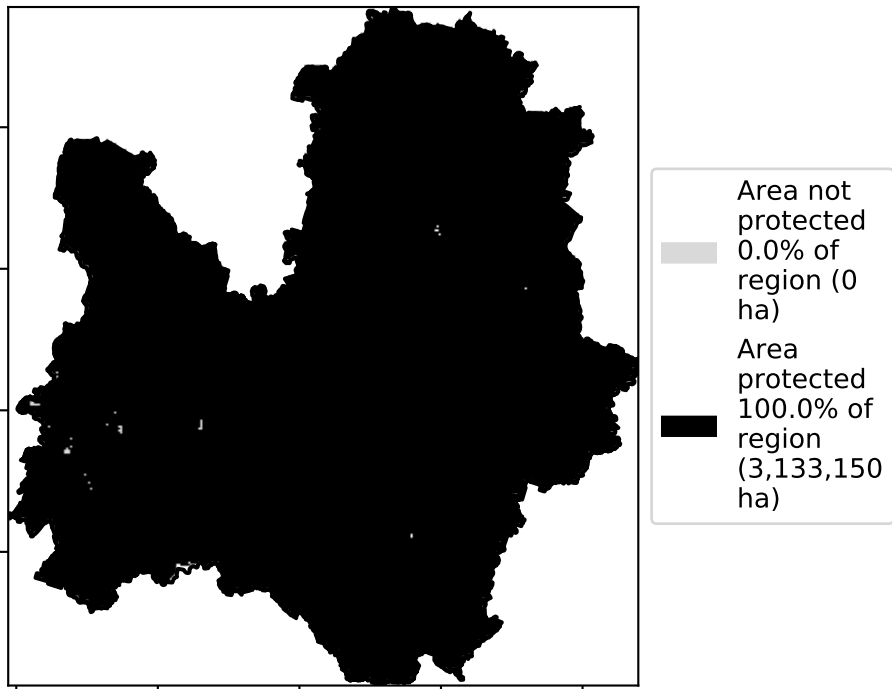 Area not
protected
0.0% of
region (0
ha)
Area
protected
100.0% of
region
(3,133,150
ha)